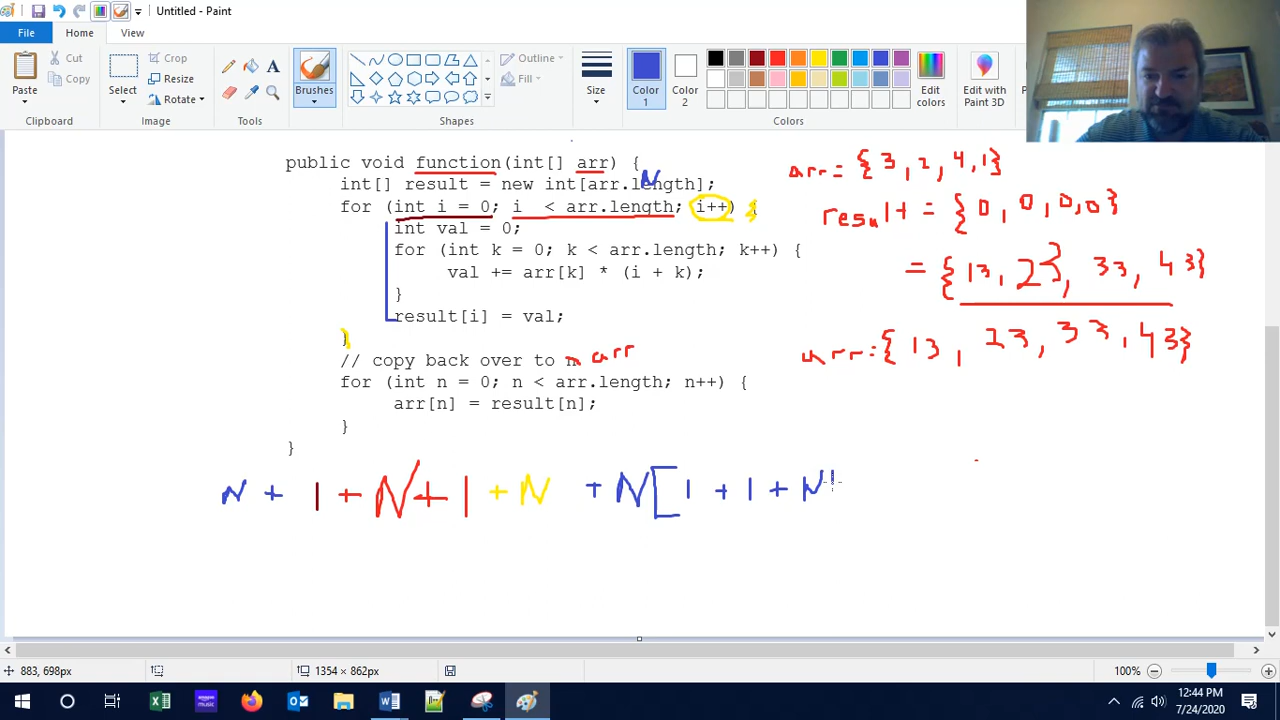 Untitled - Paint
File
Home
View
Paste
Cut
Copy
Clipboard
Select
Crop
Resize
Rotate
Image
Tools
Brushes
Shapes
Outline
Fill
Size
Color 1
Color 2
Colors
Edit colors
Edit with Paint 3D
public void function(int[] arr) {
int[] result = new int[arr.length]; N
for (int i = 0; i < arr.length; i++) {
int val = 0;
for (int k = 0; k < arr.length; k++) {
val += arr[k] * (i + k);
}
result[i] = val;
}
// copy back over to n arr
for (int n = 0; n < arr.length; n++) {
arr[n] = result[n];
}
}
arr = {3, 2, 4, 1}
result = {0, 0, 0, 0}
= {13, 23, 33, 43}
arr = {13, 23, 33, 43}
N + 1 + N+1 + N + N[1 + 1 + N+
883, 698px
1354 × 862px
100%
12:44 PM
7/24/2020